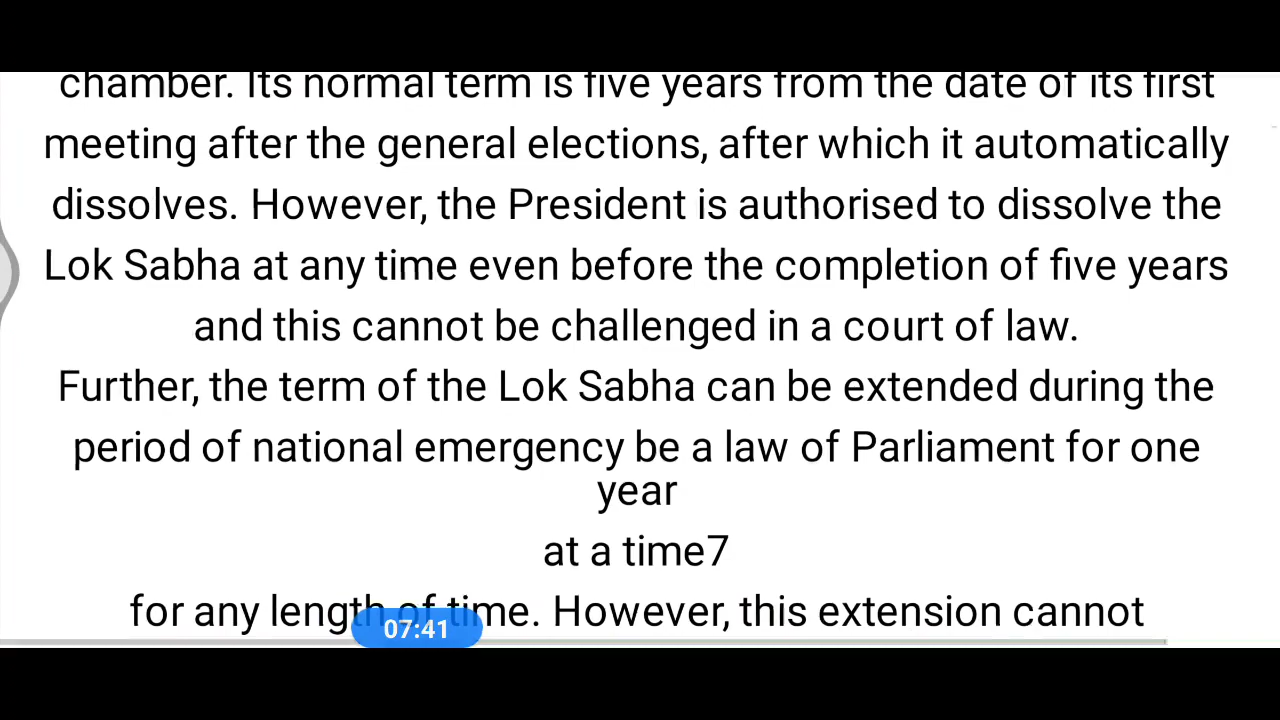 chamber. Its normal term is five years from the date of its first
meeting after the general elections, after which it automatically
dissolves. However, the President is authorised to dissolve the
Lok Sabha at any time even before the completion of five years
and this cannot be challenged in a court of law.
Further, the term of the Lok Sabha can be extended during the
period of national emergency be a law of Parliament for one
year
at a time7
for any length of time. However, this extension cannot
07:41